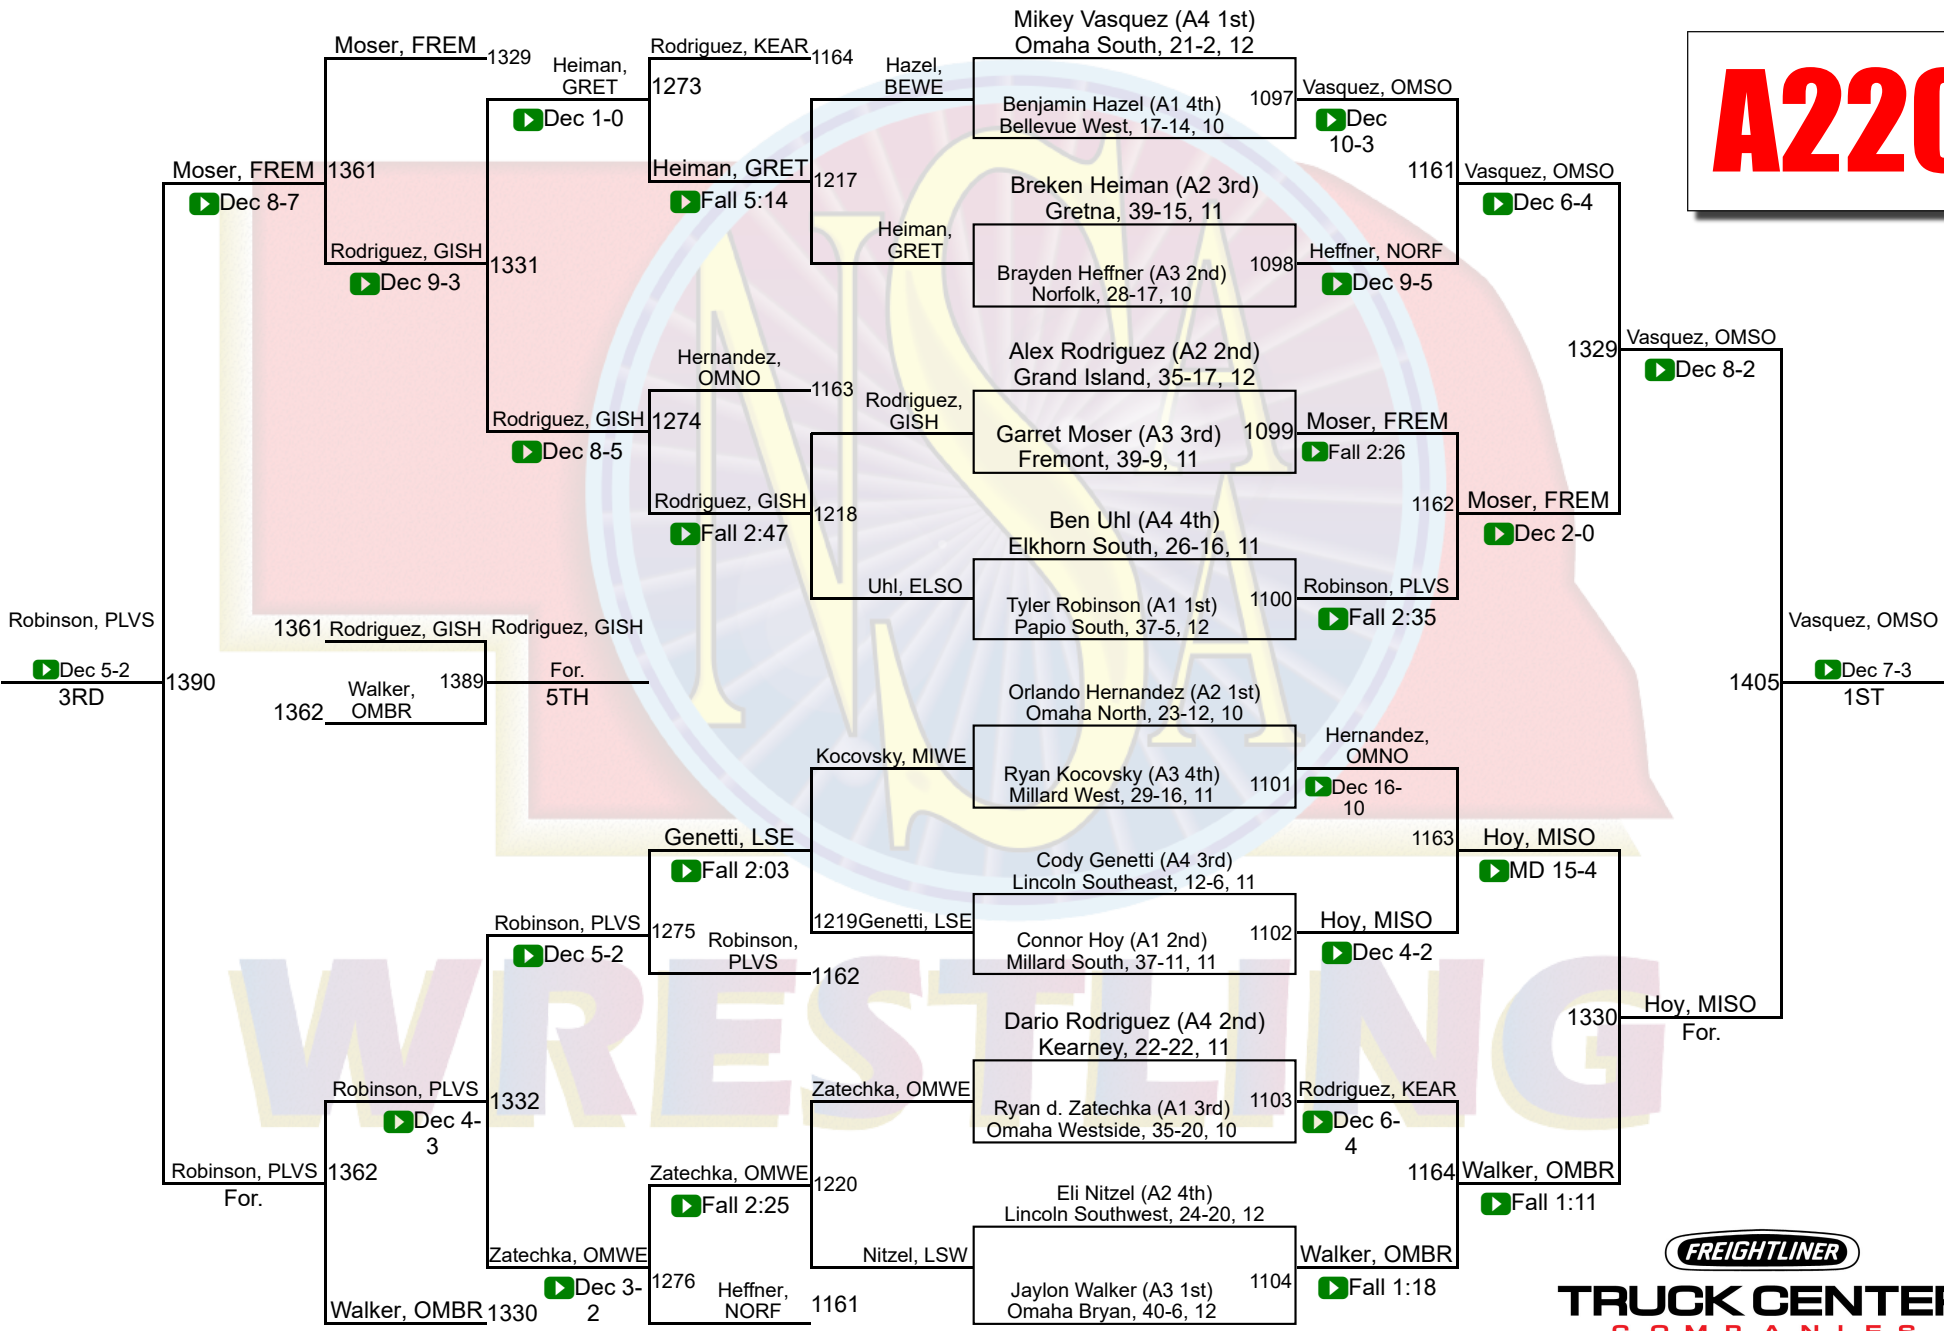 Mikey Vasquez (A4 1st)
Omaha South, 21-2, 12
Benjamin Hazel (A1 4th)
Bellevue West, 17-14, 10
1097
Breken Heiman (A2 3rd)
Gretna, 39-15, 11
Brayden Heffner (A3 2nd)
Norfolk, 28-17, 10
1098
Alex Rodriguez (A2 2nd)
Grand Island, 35-17, 12
Garret Moser (A3 3rd)
Fremont, 39-9, 11
1099
Ben Uhl (A4 4th)
Elkhorn South, 26-16, 11
Tyler Robinson (A1 1st)
Papio South, 37-5, 12
1100
Orlando Hernandez (A2 1st)
Omaha North, 23-12, 10
Ryan Kocovsky (A3 4th)
Millard West, 29-16, 11
1101
Cody Genetti (A4 3rd)
Lincoln Southeast, 12-6, 11
Connor Hoy (A1 2nd)
Millard South, 37-11, 11
1102
Dario Rodriguez (A4 2nd)
Kearney, 22-22, 11
Ryan d. Zatechka (A1 3rd)
Omaha Westside, 35-20, 10
1103
Eli Nitzel (A2 4th)
Lincoln Southwest, 24-20, 12
Jaylon Walker (A3 1st)
Omaha Bryan, 40-6, 12
1104
Vasquez, OMSO
Dec
10-3
1161
Heffner, NORF
Dec 9-5
Moser, FREM
Fall 2:26
1162
Robinson, PLVS
Fall 2:35
Hernandez,
OMNO
Dec 16-
10
1163
Hoy, MISO
Dec 4-2
Rodriguez, KEAR
Dec 6-
4
1164
Walker, OMBR
Fall 1:18
Vasquez, OMSO
Dec 6-4
1329
Moser, FREM
Dec 2-0
Hoy, MISO
MD 15-4
1330
Walker, OMBR
Fall 1:11
Vasquez, OMSO
Dec 8-2
1405
Hoy, MISO
For.
Vasquez, OMSO
Dec 7-3
1ST
Hazel,
BEWE
1217
Heiman,
GRET
Rodriguez,
GISH
1218
Uhl, ELSO
Kocovsky, MIWE
1219
Genetti, LSE
Zatechka, OMWE
1220
Nitzel, LSW
Rodriguez, KEAR
1164
1273
Heiman, GRET
Fall 5:14
Hernandez,
OMNO
1163
1274
Rodriguez, GISH
Fall 2:47
Genetti, LSE
Fall 2:03
1275
Robinson,
PLVS
1162
Zatechka, OMWE
Fall 2:25
1276
Heffner,
NORF
1161
Heiman,
GRET
Dec 1-0
1331
Rodriguez, GISH
Dec 8-5
Robinson, PLVS
Dec 5-2
1332
Zatechka, OMWE
Dec 3-
2
Moser, FREM
1329
1361
Rodriguez, GISH
Dec 9-3
Robinson, PLVS
Dec 4-
3
1362
Walker, OMBR
1330
Moser, FREM
Dec 8-7
1390
Robinson, PLVS
For.
Robinson, PLVS
Dec 5-2
3RD
1361
Rodriguez, GISH
1362
Walker,
OMBR
1389
Rodriguez, GISH
For.
5TH
A220
NSAA
WRESTLING
FREIGHTLINER
TRUCK CENTER
COMPANIES